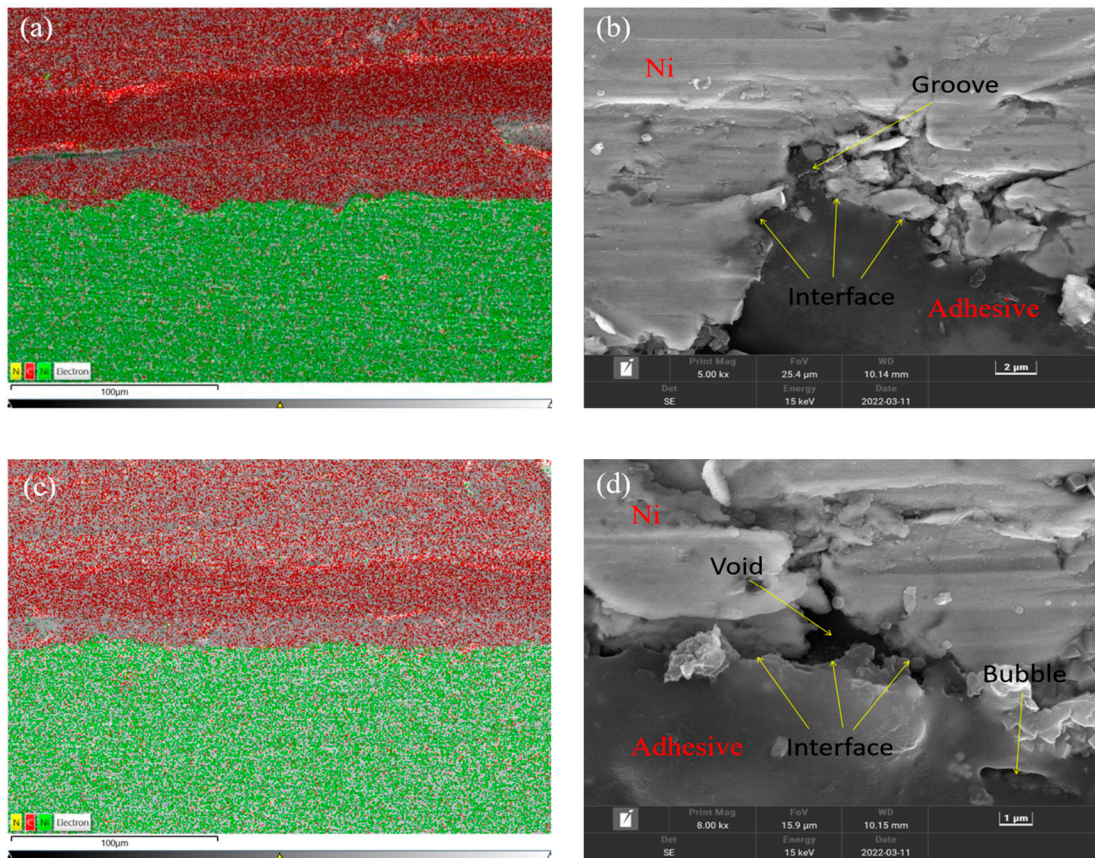 (a)
N C Ni Electron
100μm
(b)
Ni
Groove
Interface
Adhesive
Print Mag FoV WD
5.00 kx 25.4 μm 10.14 mm 2 μm
Det Energy Date
SE 15 keV 2022-03-11
(c)
N C Ni Electron
100μm
(d)
Ni
Void
Bubble
Adhesive Interface
Print Mag FoV WD
8.00 kx 15.9 μm 10.15 mm 1 μm
Det Energy Date
SE 15 keV 2022-03-11